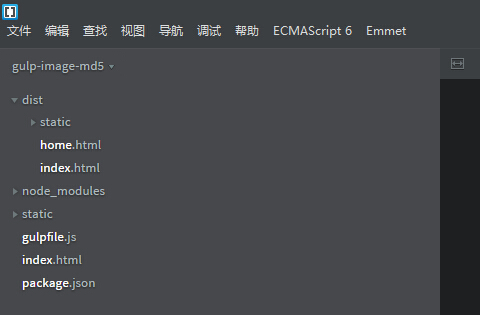 文件 编辑 查找 视图 导航 调试 帮助 ECMAScript 6 Emmet
gulp-image-md5
dist
static
home.html
index.html
node_modules
static
gulpfile.js
index.html
package.json